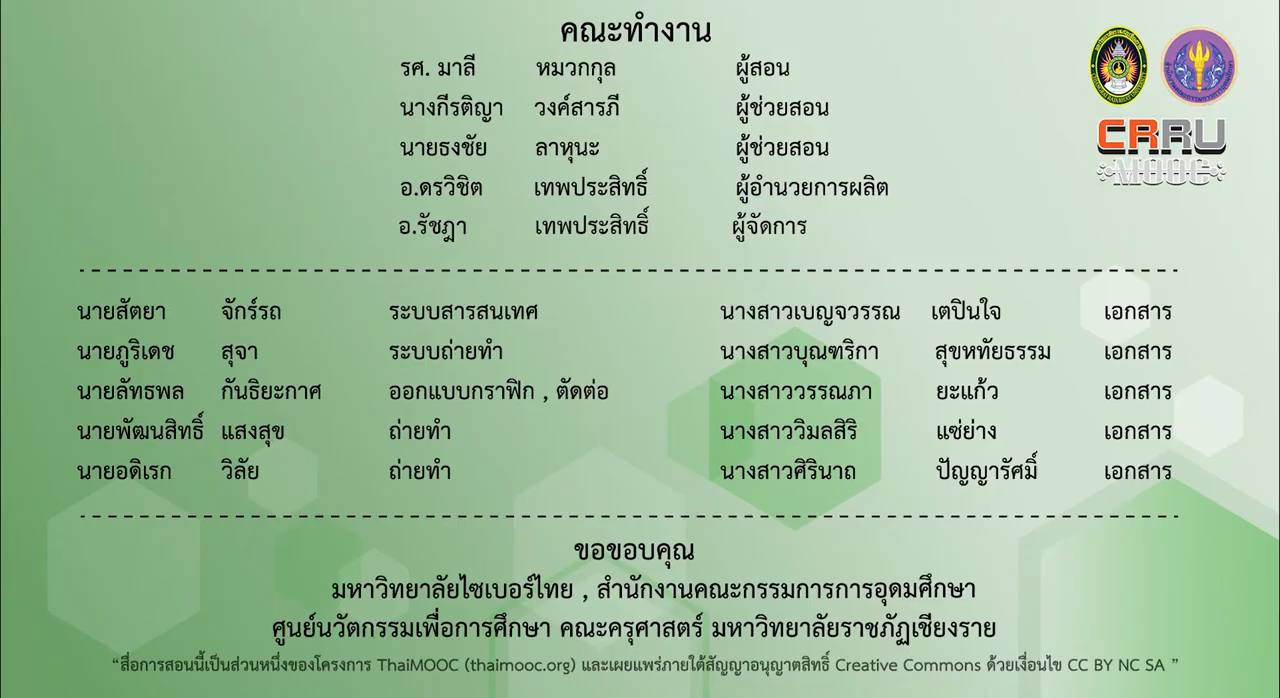 คณะทำงาน
รศ. มาลี หมวกกุล ผู้สอน
นางกีรติญา วงค์สารภี ผู้ช่วยสอน
นายธงชัย ลาหุนะ ผู้ช่วยสอน
อ.ดรวิชิต เทพประสิทธิ์ ผู้อำนวยการผลิต
อ.รัชฎา เทพประสิทธิ์ ผู้จัดการ
CRRU
MOOC
นายสัตยา จักร์รถ ระบบสารสนเทศ นางสาวเบญจวรรณ เตปินใจ เอกสาร
นายภูริเดช สุจา ระบบถ่ายทำ นางสาวบุณฑริกา สุขหทัยธรรม เอกสาร
นายลัทธพล กันธิยะกาศ ออกแบบกราฟิก , ตัดต่อ นางสาววรรณภา ยะแก้ว เอกสาร
นายพัฒนสิทธิ์ แสงสุข ถ่ายทำ นางสาววิมลสิริ แซ่ย่าง เอกสาร
นายอดิเรก วิลัย ถ่ายทำ นางสาวศิรินาถ ปัญญารัศมิ์ เอกสาร
ขอขอบคุณ
มหาวิทยาลัยไซเบอร์ไทย , สำนักงานคณะกรรมการการอุดมศึกษา
ศูนย์นวัตกรรมเพื่อการศึกษา คณะครุศาสตร์ มหาวิทยาลัยราชภัฏเชียงราย
“สื่อการสอนนี้เป็นส่วนหนึ่งของโครงการ ThaiMOOC (thaimooc.org) และเผยแพร่ภายใต้สัญญาอนุญาตสิทธิ์ Creative Commons ด้วยเงื่อนไข CC BY NC SA ”